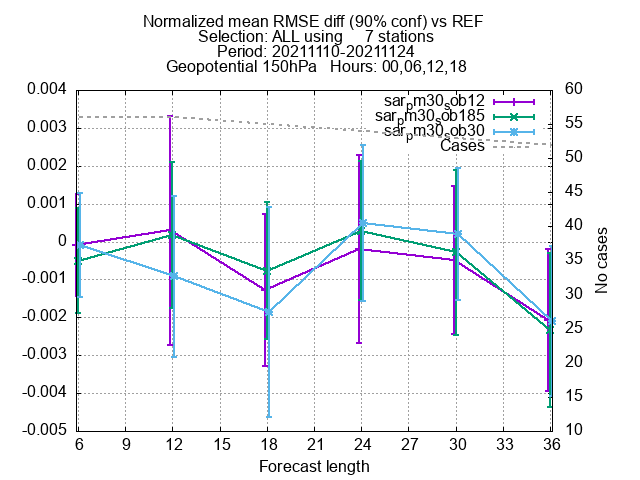 Normalized mean RMSE diff (90% conf) vs REF
Selection: ALL using     7 stations
Period: 20211110-20211124
Geopotential 150hPa   Hours: 00,06,12,18
0.004
0.003
0.002
0.001
0
-0.001
-0.002
-0.003
-0.004
-0.005
60
55
50
45
40
35
30
25
20
15
10
sarpm30sob12
sarpm30sob185
sarpm30sob30
Cases
No cases
6 9 12 15 18 21 24 27 30 33 36
Forecast length